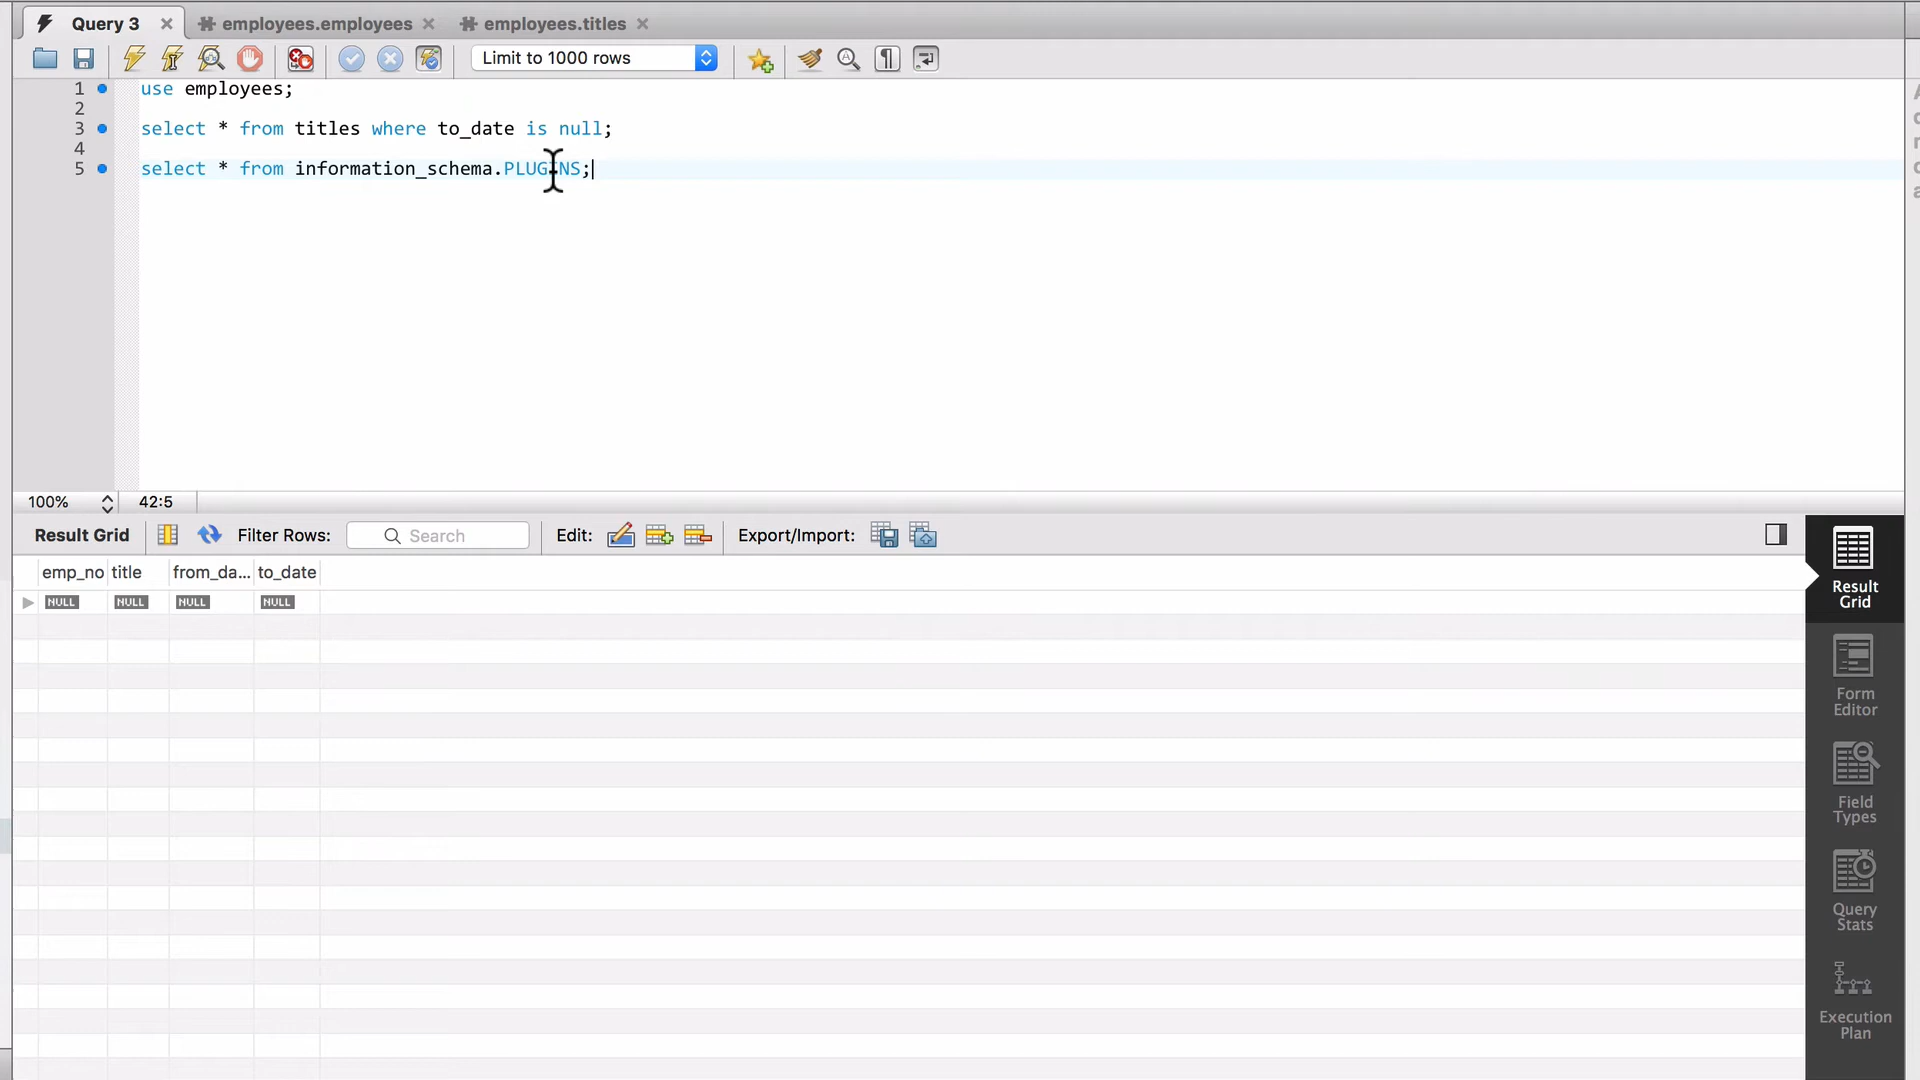 Query 3 employees.employees employees.titles
Limit to 1000 rows
1 use employees;
2
3 select * from titles where to_date is null;
4
5 select * from information_schema.PLUGINS;
100% 42:5
Result Grid Filter Rows: Search Edit: Export/Import:
emp_no title from_da... to_date
NULL NULL NULL NULL
Result
Grid
Form
Editor
Field
Types
Query
Stats
Execution
Plan